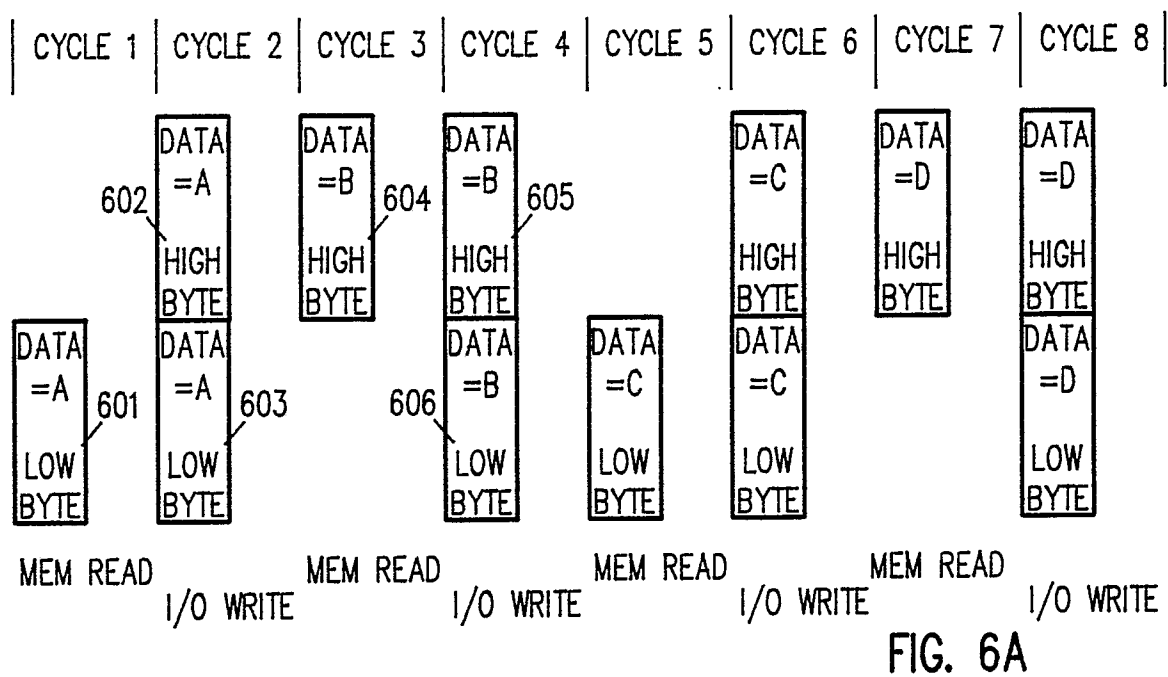 CYCLE 1 CYCLE 2 CYCLE 3 CYCLE 4 CYCLE 5 CYCLE 6 CYCLE 7 CYCLE 8
DATA DATA DATA DATA DATA DATA
=A =B =B =C =D =D
602 604 605
HIGH HIGH HIGH HIGH HIGH HIGH
BYTE BYTE BYTE BYTE BYTE BYTE
DATA DATA DATA DATA DATA DATA
=A =A =B =C =C =D
601 603 606
LOW LOW LOW LOW LOW LOW
BYTE BYTE BYTE BYTE BYTE BYTE
MEM READ MEM READ MEM READ MEM READ
I/O WRITE I/O WRITE I/O WRITE I/O WRITE
FIG. 6A